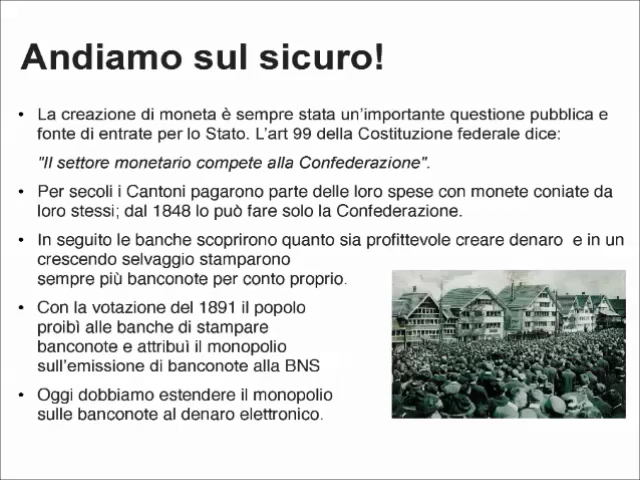 Andiamo sul sicuro!
• La creazione di moneta è sempre stata un'importante questione pubblica e
fonte di entrate per lo Stato. L'art 99 della Costituzione federale dice:
"Il settore monetario compete alla Confederazione".
• Per secoli i Cantoni pagarono parte delle loro spese con monete coniate da
loro stessi; dal 1848 lo può fare solo la Confederazione.
• In seguito le banche scoprirono quanto sia profittevole creare denaro e in un
crescendo selvaggio stamparono
sempre più banconote per conto proprio.
• Con la votazione del 1891 il popolo
proibì alle banche di stampare
banconote e attribuì il monopolio
sull'emissione di banconote alla BNS
• Oggi dobbiamo estendere il monopolio
sulle banconote al denaro elettronico.